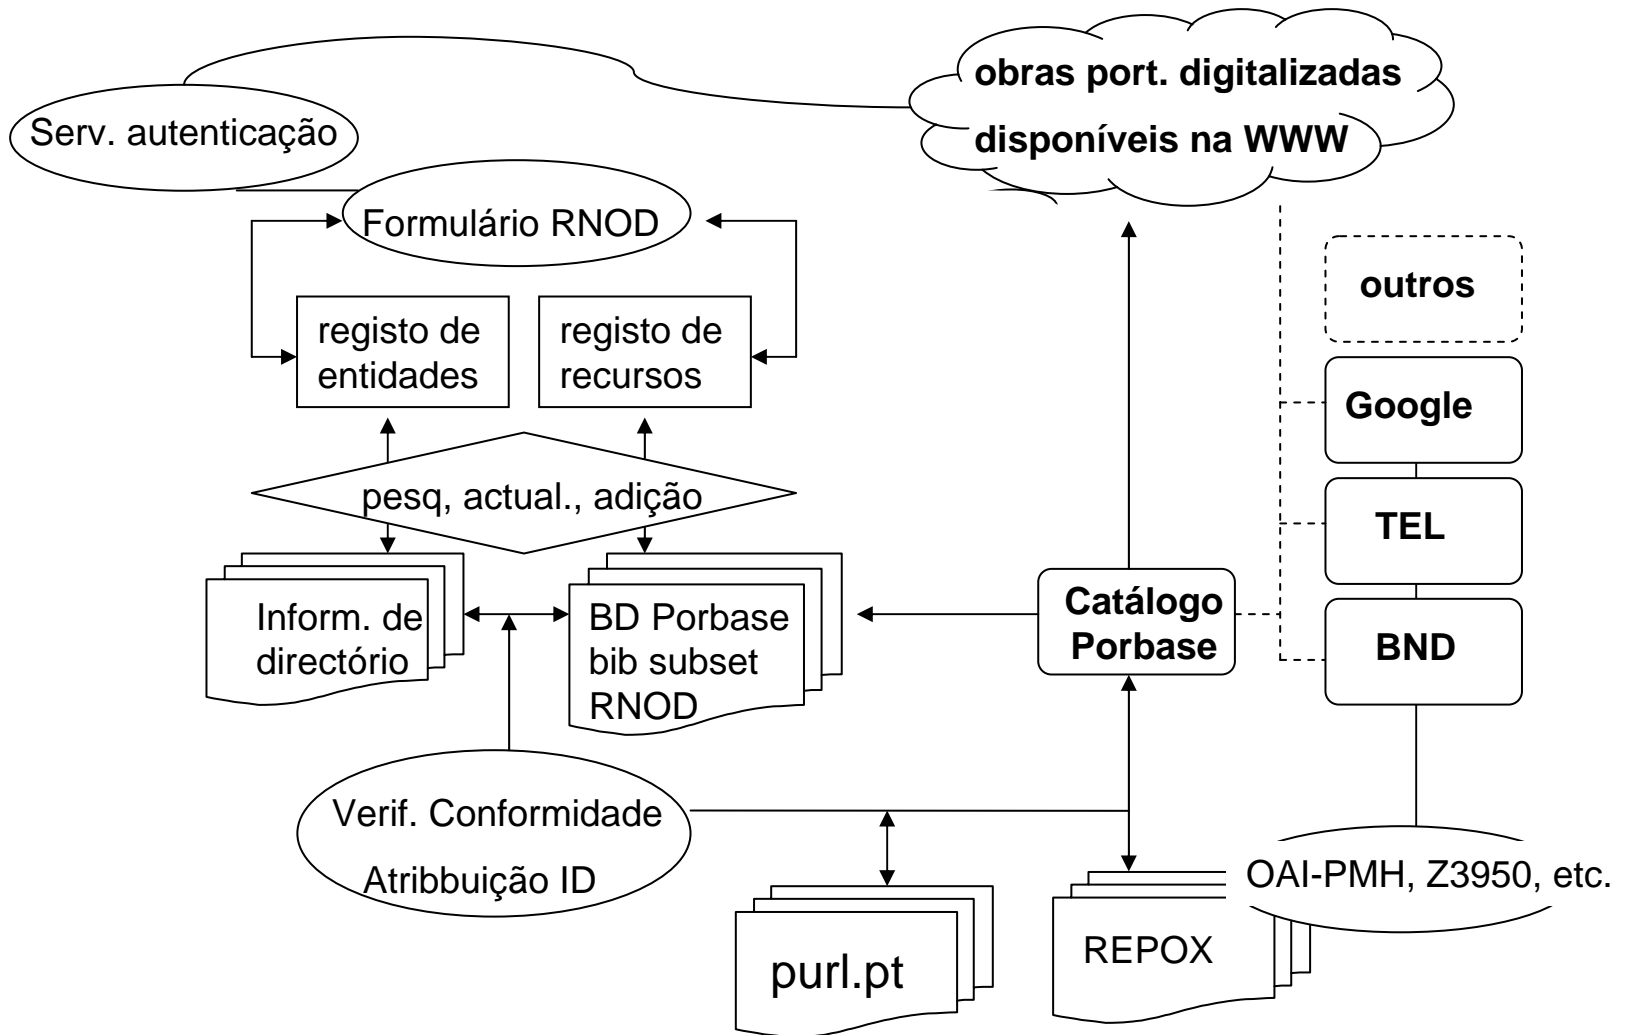 obras port. digitalizadas
disponíveis na WWW
Serv. autenticação
Formulário RNOD
outros
registo de
entidades
registo de
recursos
Google
pesq, actual., adição
TEL
Inform. de
directório
BD Porbase
bib subset
RNOD
Catálogo
Porbase
BND
Verif. Conformidade
Atribbuição ID
OAI-PMH, Z3950, etc.
purl.pt
REPOX